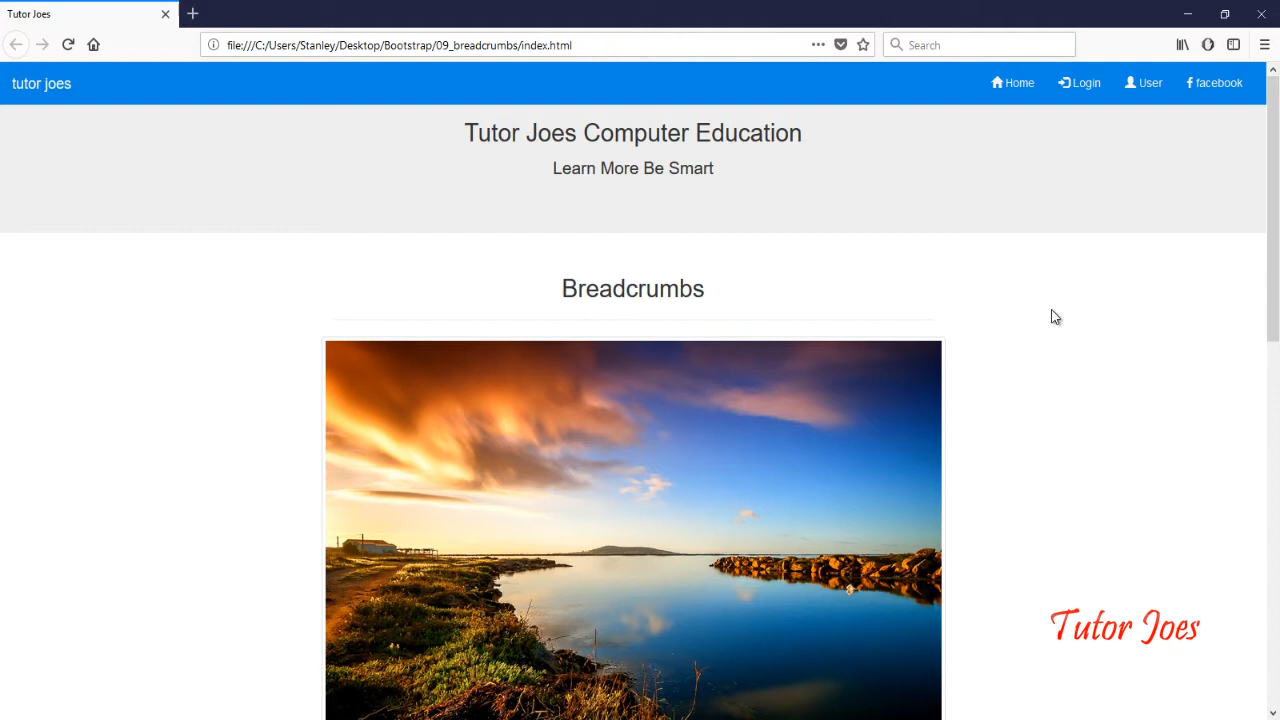 Tutor Joes
file:///C:/Users/Stanley/Desktop/Bootstrap/09_breadcrumbs/index.html
Search
tutor joes
Home
Login
User
facebook
Tutor Joes Computer Education
Learn More Be Smart
Breadcrumbs
Tutor Joes